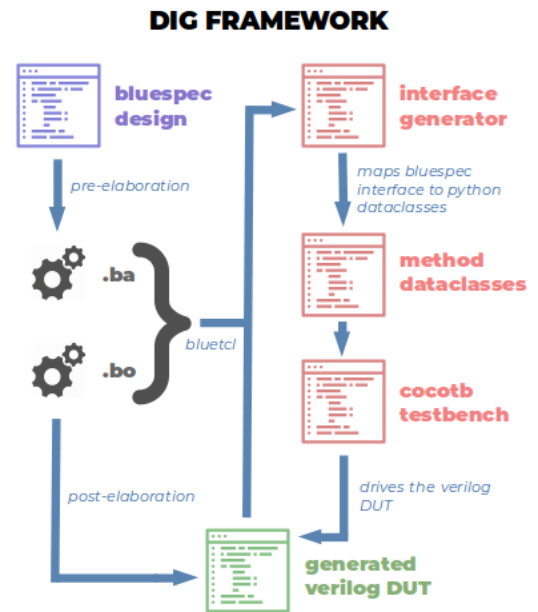 DIG FRAMEWORK
bluespec
design
pre-elaboration
.ba
.bo
bluetcl
post-elaboration
interface
generator
maps bluespec
interface to python
dataclasses
method
dataclasses
cocotb
testbench
drives the verilog
DUT
generated
verilog DUT